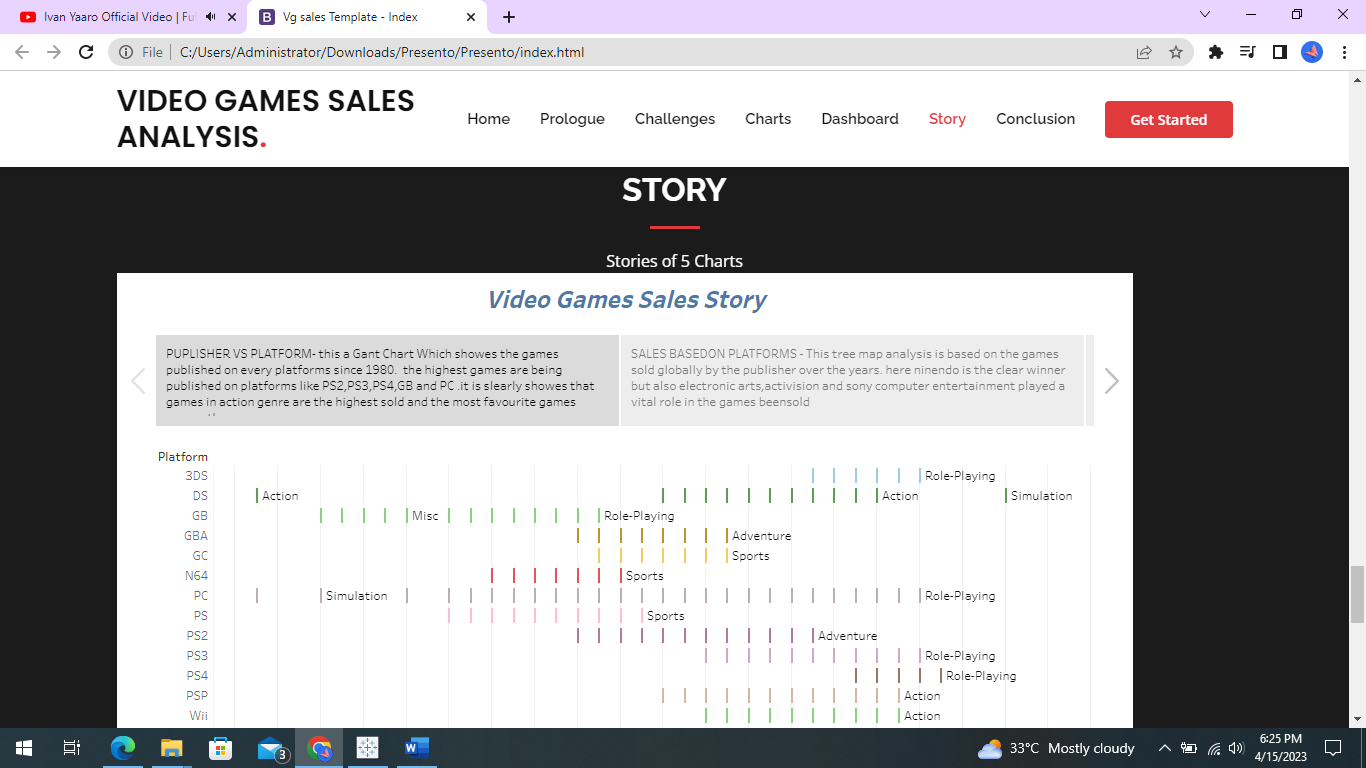 Ivan Yaaro Official Video | Fu
Vg sales Template - Index
File
C:/Users/Administrator/Downloads/Presento/Presento/index.html
VIDEO GAMES SALES
ANALYSIS.
Home Prologue Challenges Charts Dashboard Story Conclusion Get Started
STORY
Stories of 5 Charts
Video Games Sales Story
PUPLISHER VS PLATFORM- this a Gant Chart Which showes the games
published on every platforms since 1980. the highest games are being
published on platforms like PS2,PS3,PS4,GB and PC .it is slearly showes that
games in action genre are the highest sold and the most favourite games
SALES BASEDON PLATFORMS - This tree map analysis is based on the games
sold globally by the publisher over the years. here ninendo is the clear winner
but also electronic arts,activision and sony computer entertainment played a
vital role in the games beensold
Platform
3DS Role-Playing
DS Action Action Simulation
GB Misc Role-Playing
GBA Adventure
GC Sports
N64 Sports
PC Simulation Role-Playing
PS Sports
PS2 Adventure
PS3 Role-Playing
PS4 Role-Playing
PSP Action
Wii Action
3
33°C Mostly cloudy
6:25 PM
4/15/2023